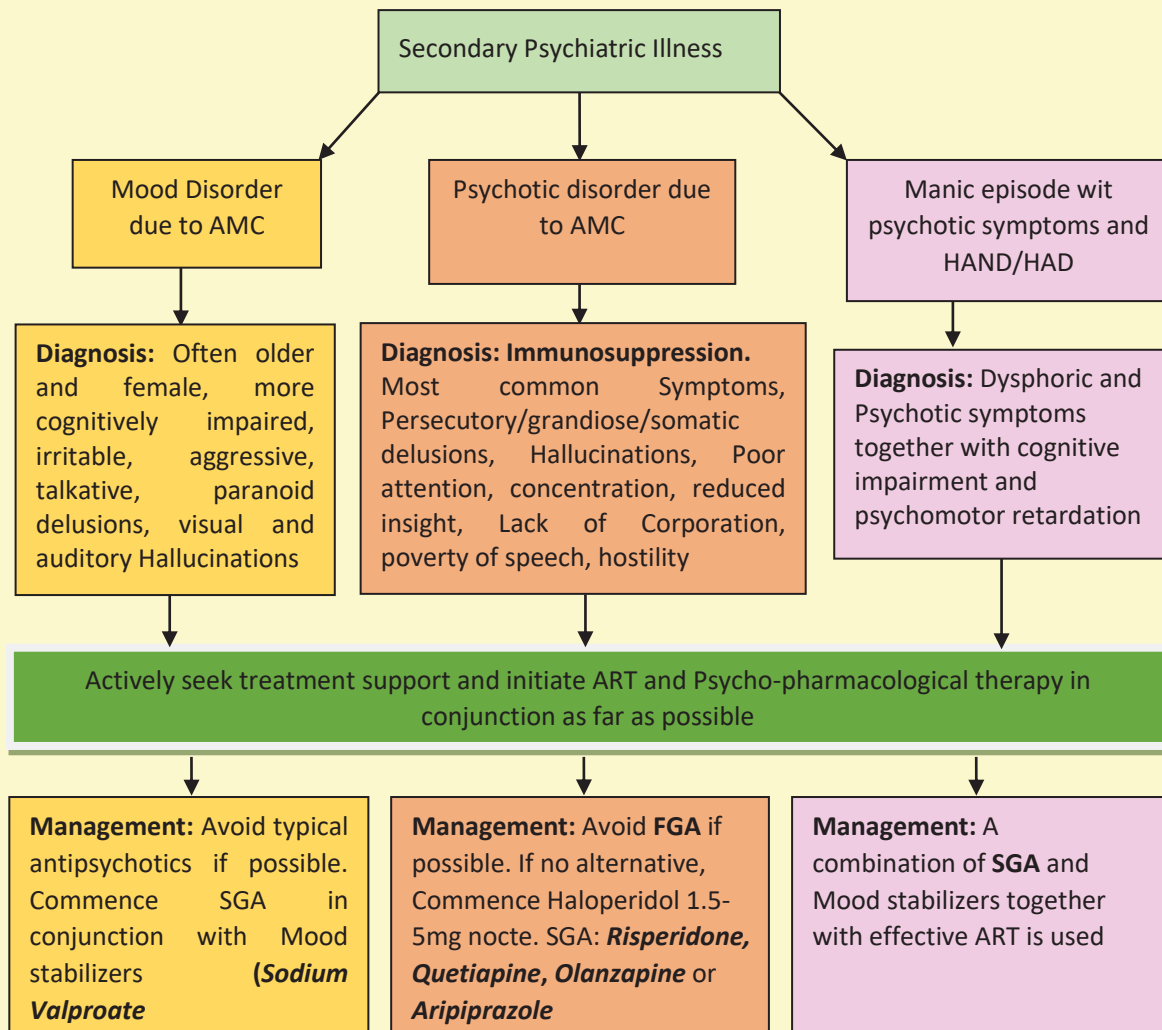 Secondary Psychiatric Illness
Mood Disorder
due to AMC
Psychotic disorder due
to AMC
Manic episode wit
psychotic symptoms and
HAND/HAD
Diagnosis: Often older
and female, more
cognitively impaired,
irritable, aggressive,
talkative, paranoid
delusions, visual and
auditory Hallucinations
Diagnosis: Immunosuppression.
Most common Symptoms,
Persecutory/grandiose/somatic
delusions, Hallucinations, Poor
attention, concentration, reduced
insight, Lack of Corporation,
poverty of speech, hostility
Diagnosis: Dysphoric and
Psychotic symptoms
together with cognitive
impairment and
psychomotor retardation
Actively seek treatment support and initiate ART and Psycho-pharmacological therapy in
conjunction as far as possible
Management: Avoid typical
antipsychotics if possible.
Commence SGA in
conjunction with Mood
stabilizers (Sodium
Valproate
Management: Avoid FGA if
possible. If no alternative,
Commence Haloperidol 1.5-
5mg nocte. SGA: Risperidone,
Quetiapine, Olanzapine or
Aripiprazole
Management: A
combination of SGA and
Mood stabilizers together
with effective ART is used